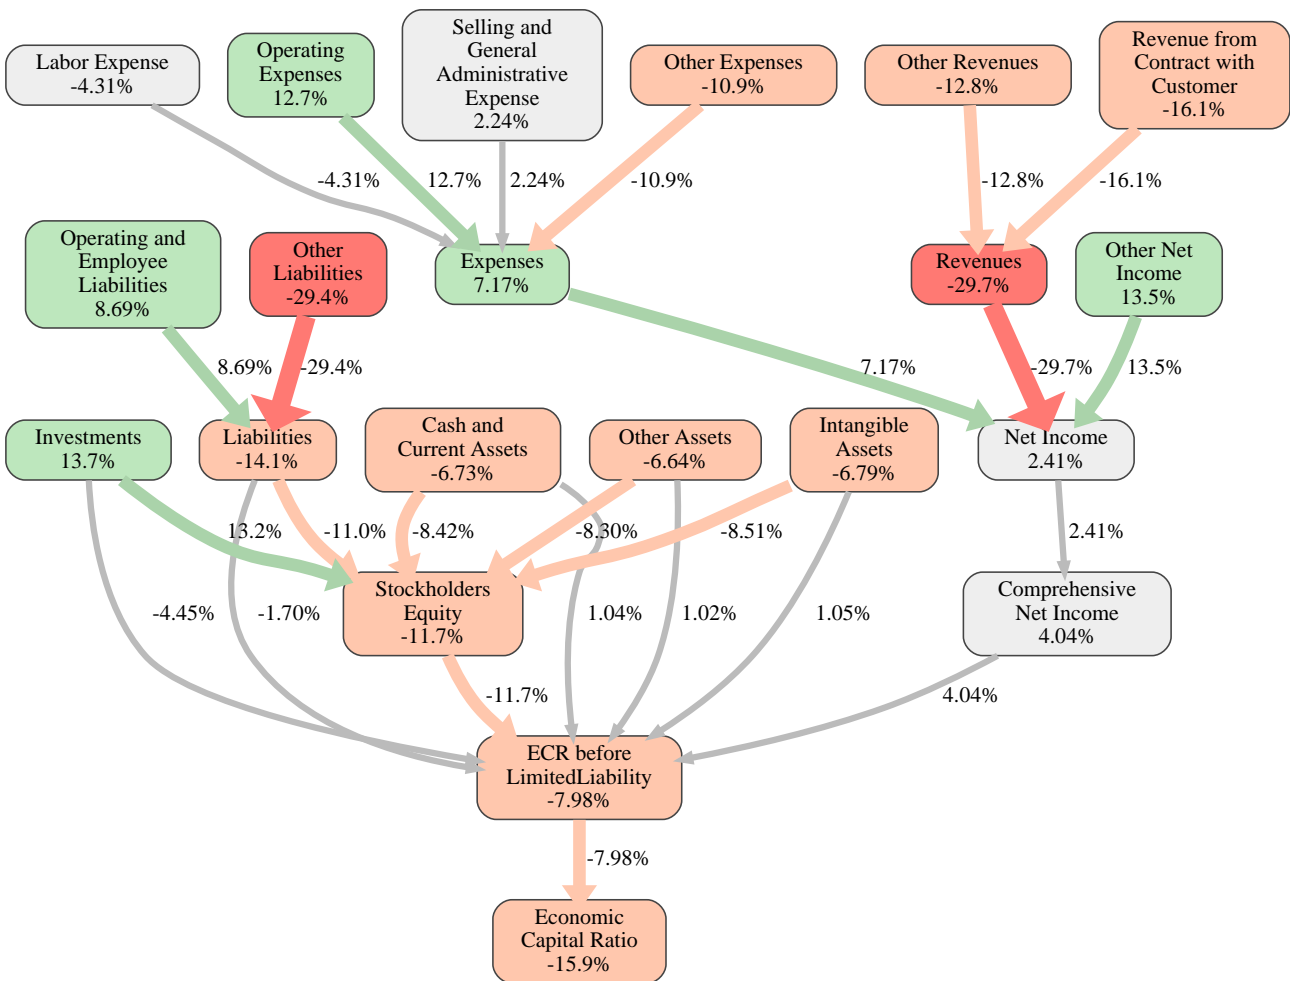 Labor Expense
-4.31%
Operating
Expenses
12.7%
Selling and
General
Administrative
Expense
2.24%
Other Expenses
-10.9%
Other Revenues
-12.8%
Revenue from
Contract with
Customer
-16.1%
-4.31%
12.7%
2.24%
-10.9%
-12.8%
-16.1%
Operating and
Employee
Liabilities
8.69%
Other
Liabilities
-29.4%
Expenses
7.17%
Revenues
-29.7%
Other Net
Income
13.5%
8.69%
-29.4%
7.17%
-29.7%
13.5%
Investments
13.7%
Liabilities
-14.1%
Cash and
Current Assets
-6.73%
Other Assets
-6.64%
Intangible
Assets
-6.79%
Net Income
2.41%
13.2%
-11.0%
-8.42%
-8.30%
-8.51%
2.41%
Stockholders
Equity
-11.7%
Comprehensive
Net Income
4.04%
-4.45%
-1.70%
1.04%
1.02%
1.05%
-11.7%
4.04%
ECR before
LimitedLiability
-7.98%
-7.98%
Economic
Capital Ratio
-15.9%